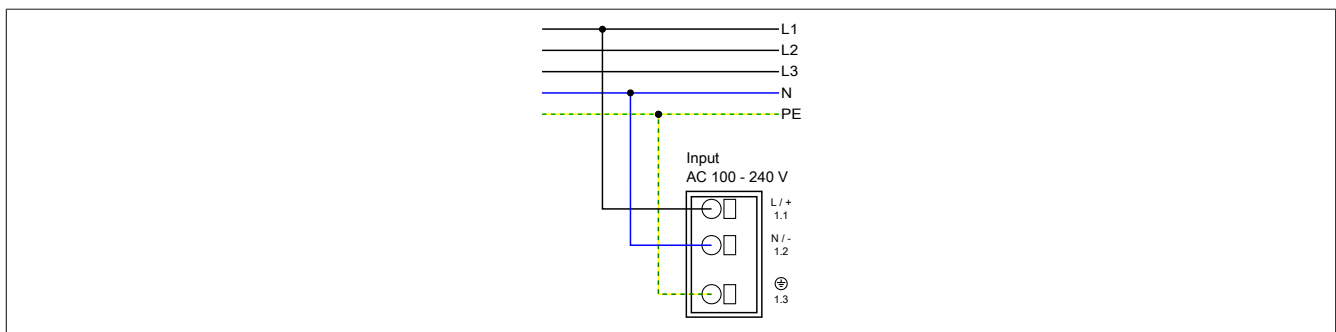 L1
L2
L3
N
PE
Input
AC 100 - 240 V
L / +
1.1
N / -
1.2
1.3